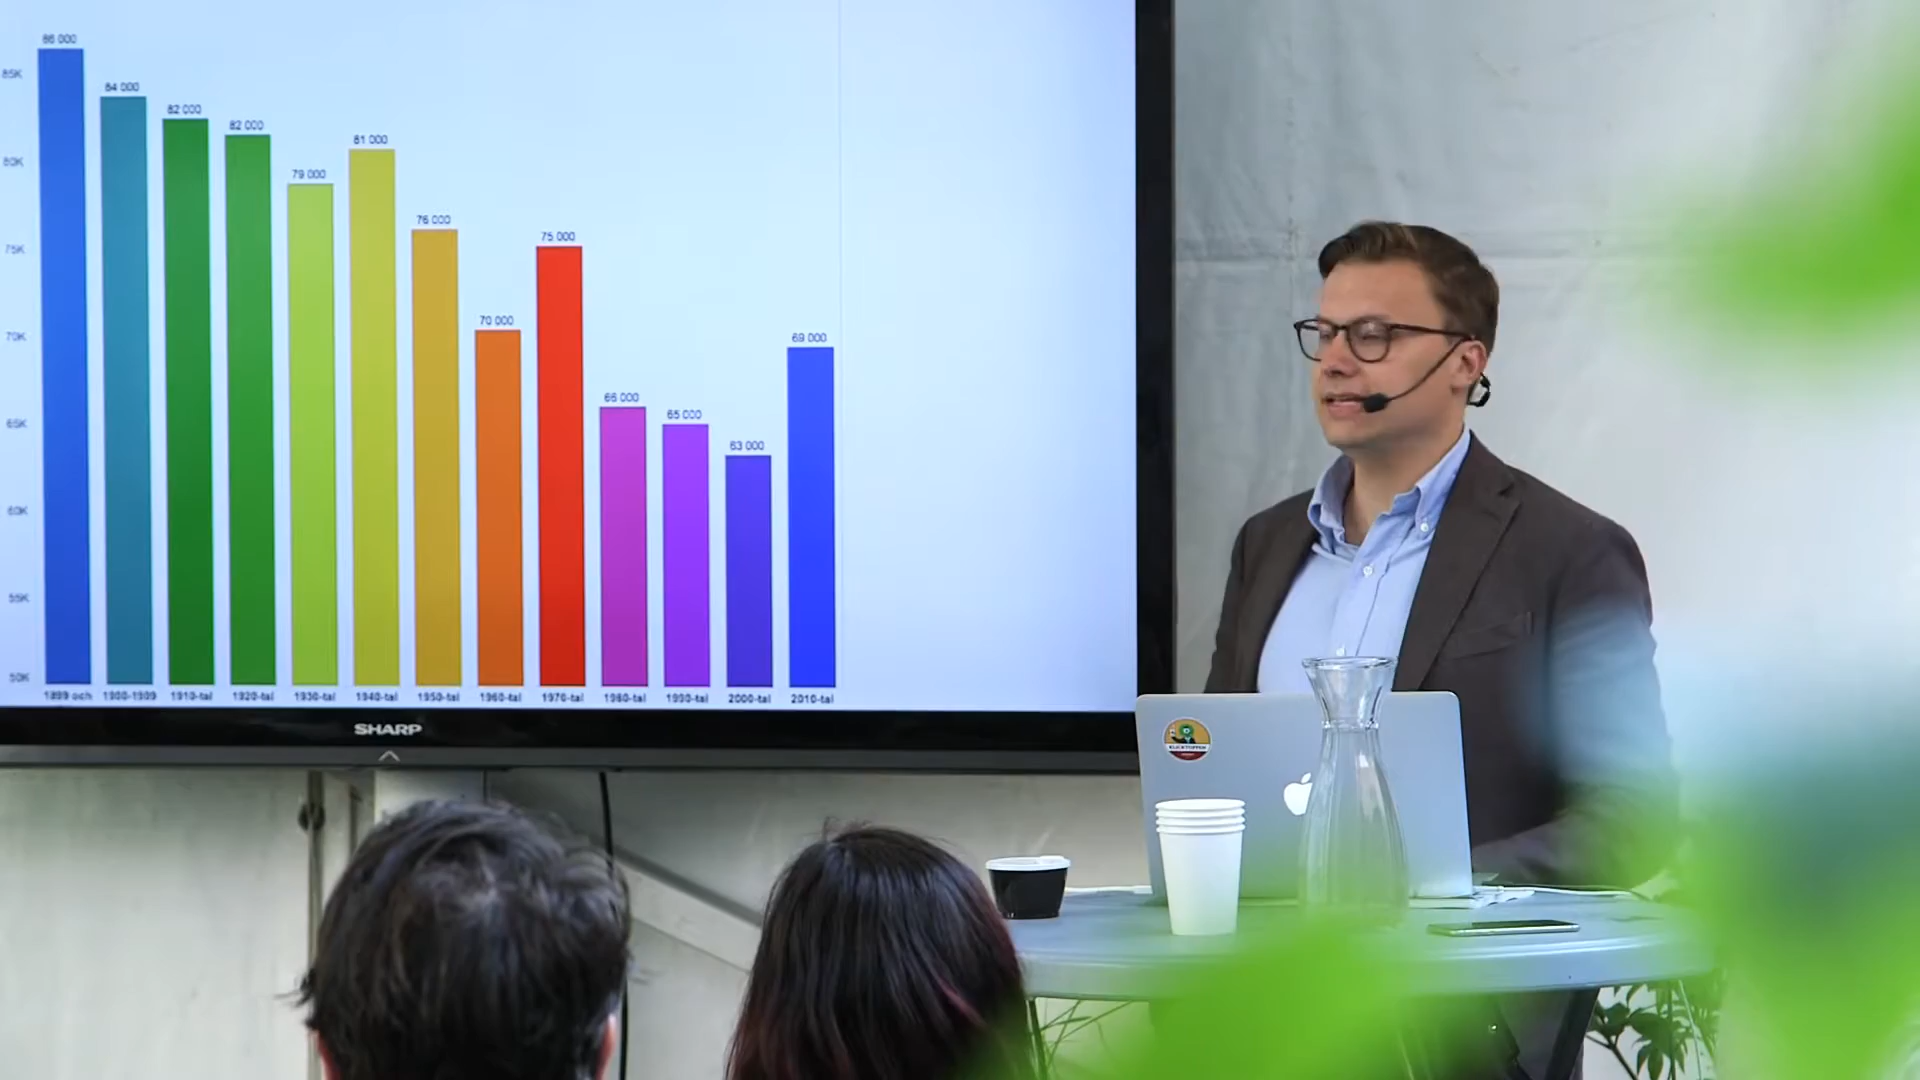 86 000
84 000
82 000
82 000
79 000
81 000
76 000
70 000
75 000
66 000
65 000
63 000
69 000
85K
80K
75K
70K
65K
60K
55K
50K
1899 och 1900-1909 1910-tal 1920-tal 1930-tal 1940-tal 1950-tal 1960-tal 1970-tal 1980-tal 1990-tal 2000-tal 2010-tal
SHARP
KLICKTOPPEN